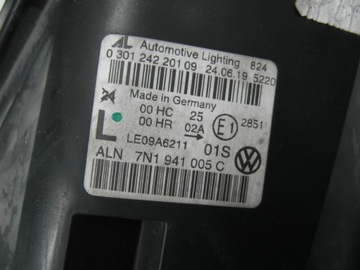 AL Automotive Lighting 824
0 301 242 201 09 24.06.19 5220
Made in Germany
00 HC 25
00 HR 02A
L
E1 2851
LE09A6211 01S
VW
ALN 7N1 941 005 C